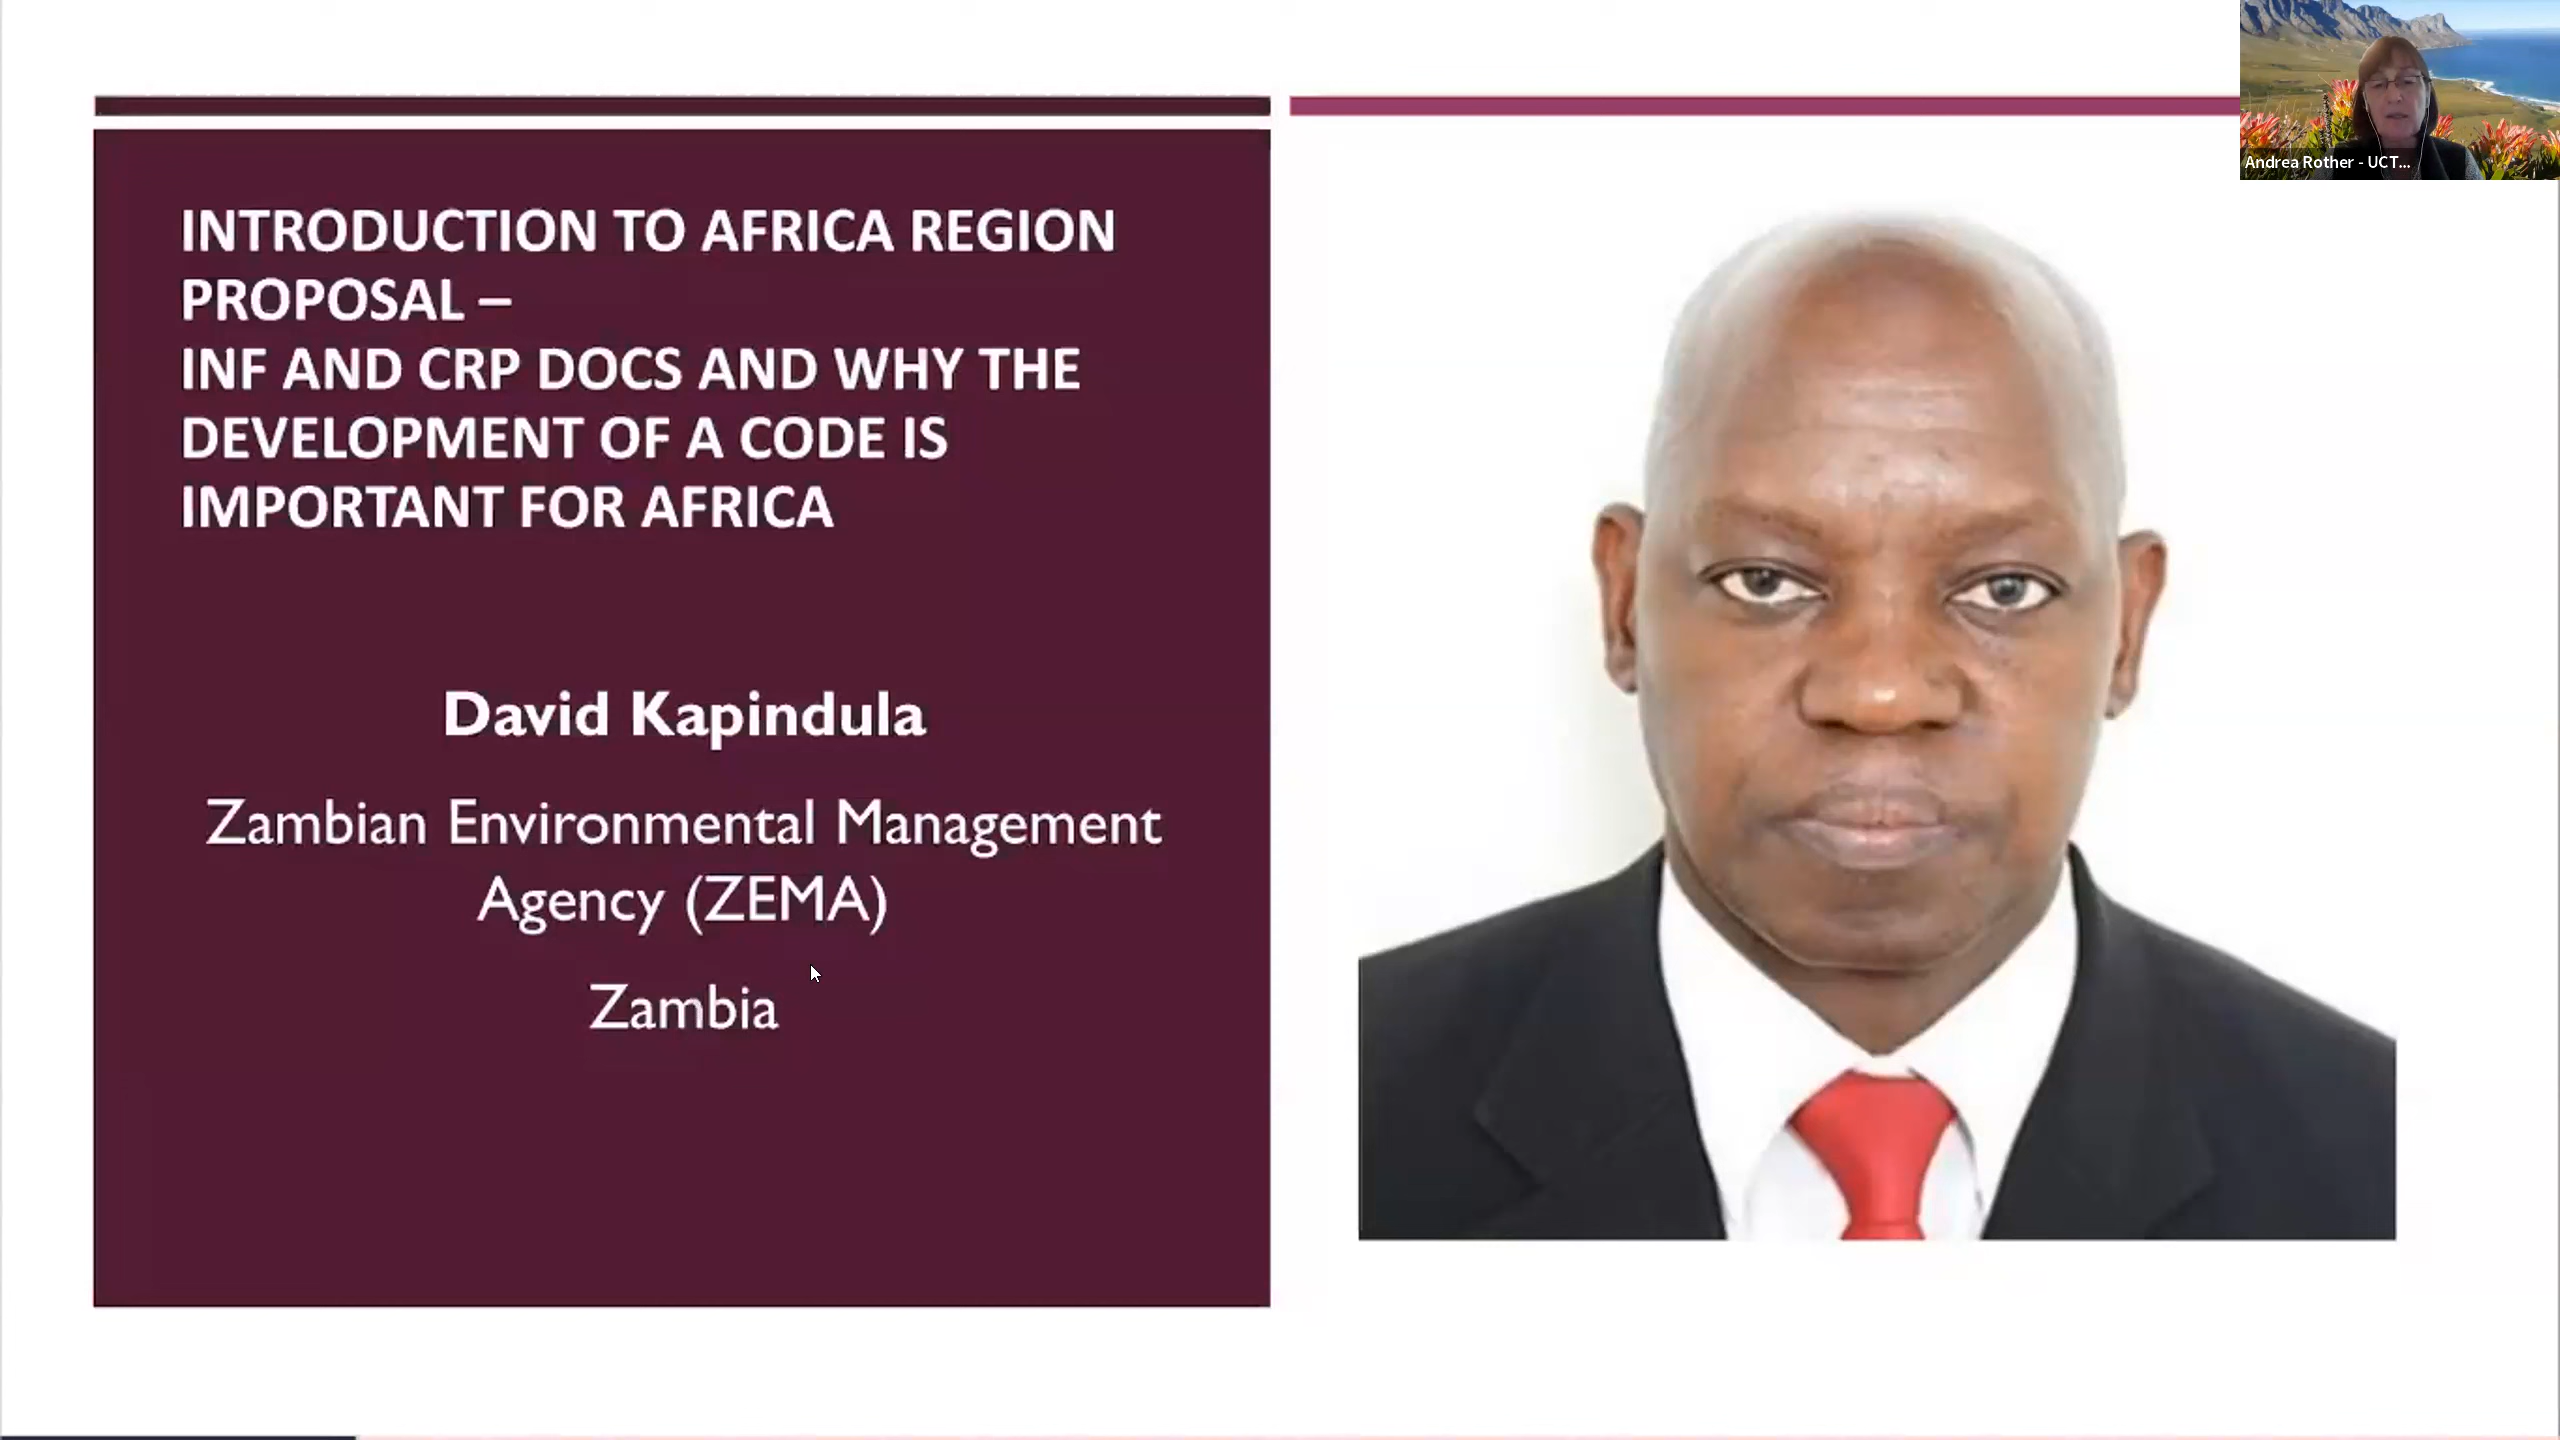 INTRODUCTION TO AFRICA REGION
PROPOSAL –
INF AND CRP DOCS AND WHY THE
DEVELOPMENT OF A CODE IS
IMPORTANT FOR AFRICA
David Kapindula
Zambian Environmental Management
Agency (ZEMA)
Zambia
Andrea Rother - UCT...